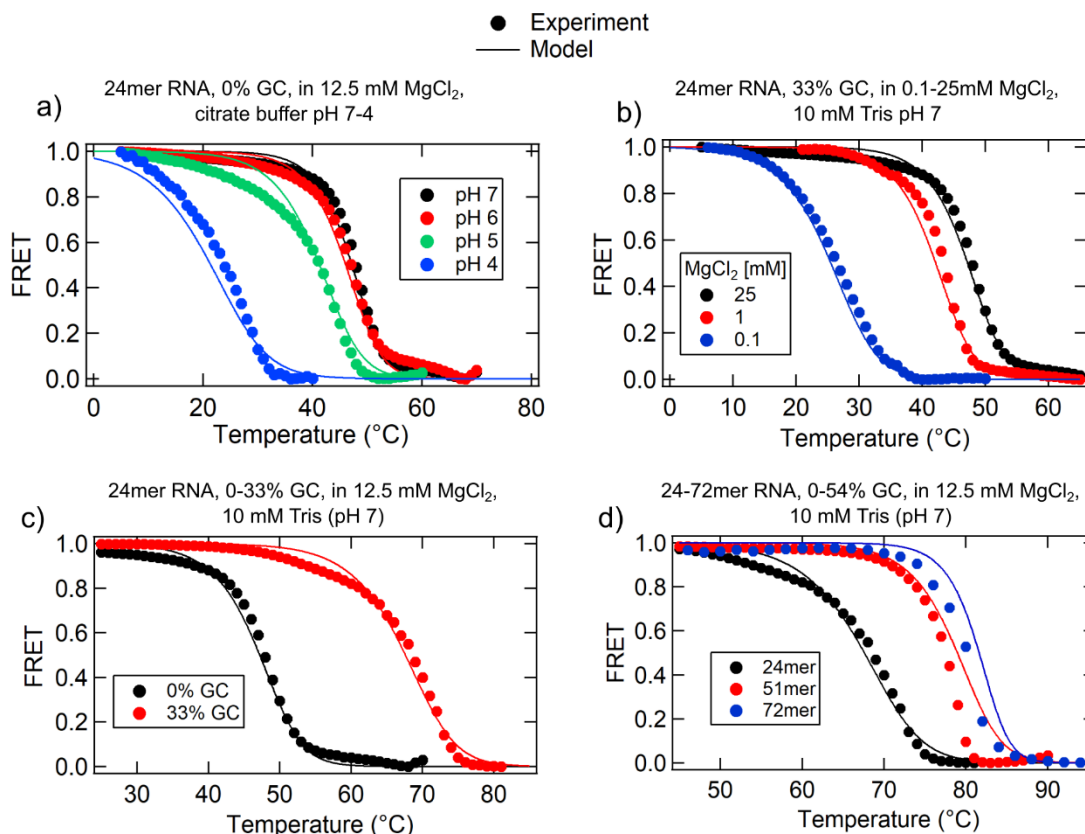 Experiment
Model
24mer RNA, 0% GC, in 12.5 mM MgCl₂,
citrate buffer pH 7-4
a)
1.0
0.8
0.6
0.4
0.2
0.0
FRET
pH 7
pH 6
pH 5
pH 4
0
20
40
60
80
Temperature (°C)
24mer RNA, 33% GC, in 0.1-25mM MgCl₂,
10 mM Tris pH 7
b)
1.0
0.8
0.6
0.4
0.2
0.0
FRET
MgCl₂ [mM]
25
1
0.1
0
10
20
30
40
50
60
Temperature (°C)
24mer RNA, 0-33% GC, in 12.5 mM MgCl₂,
10 mM Tris (pH 7)
c)
1.0
0.8
0.6
0.4
0.2
0.0
FRET
0% GC
33% GC
30
40
50
60
70
80
Temperature (°C)
24-72mer RNA, 0-54% GC, in 12.5 mM MgCl₂,
10 mM Tris (pH 7)
d)
1.0
0.8
0.6
0.4
0.2
0.0
FRET
24mer
51mer
72mer
50
60
70
80
90
Temperature (°C)